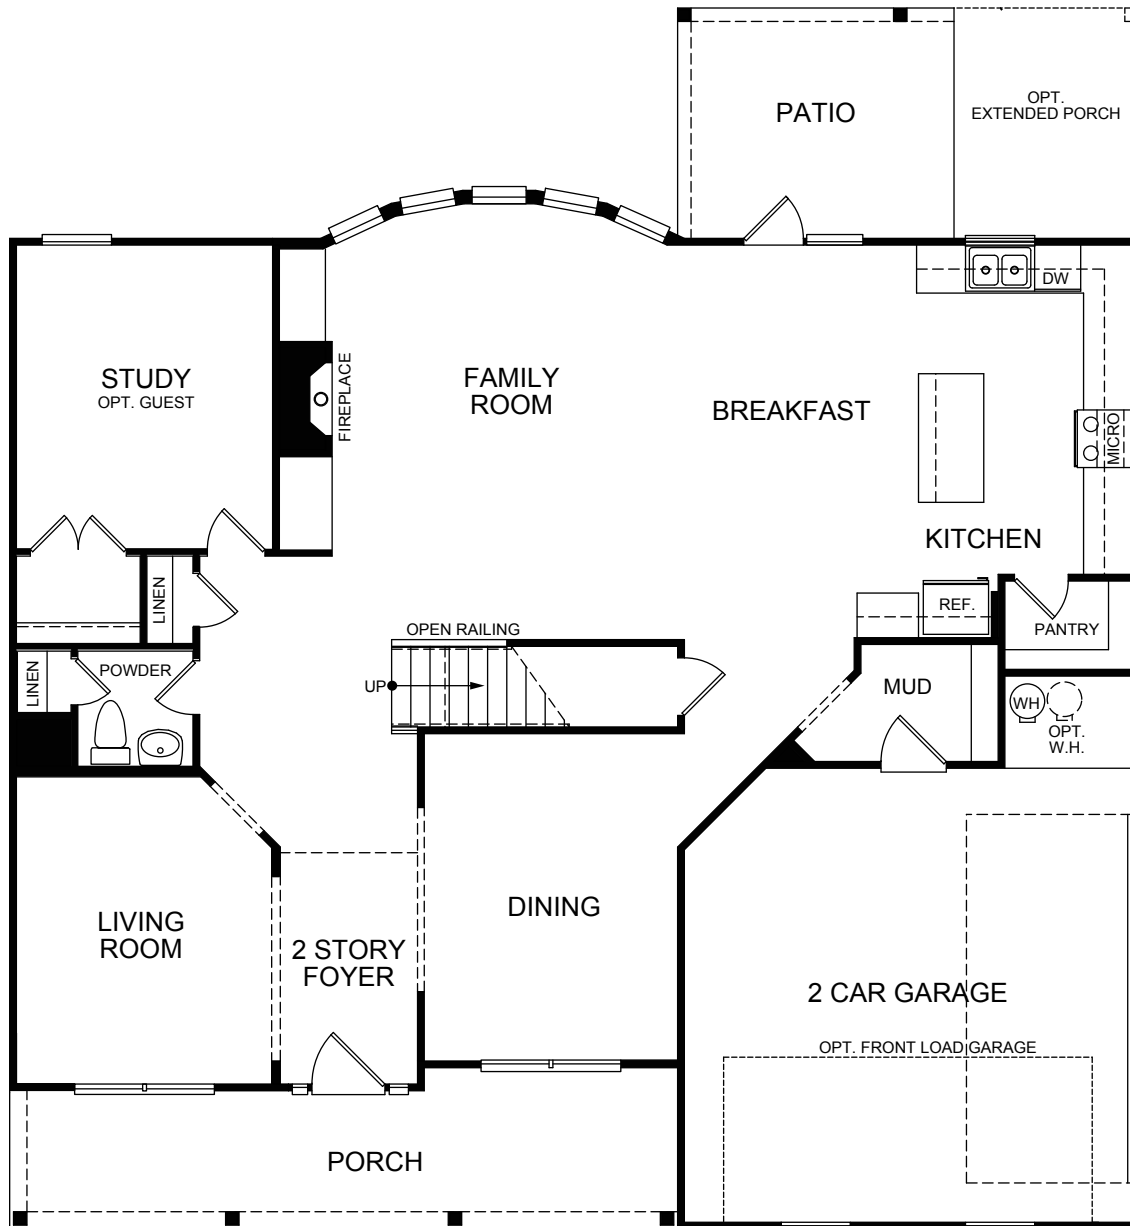 PATIO
OPT.
EXTENDED PORCH
DW
STUDY
OPT. GUEST
FIREPLACE
FAMILY
ROOM
BREAKFAST
MICRO
KITCHEN
LINEN
REF.
PANTRY
OPEN RAILING
POWDER
LINEN
UP
MUD
WH
OPT.
W.H.
LIVING
ROOM
2 STORY
FOYER
DINING
2 CAR GARAGE
OPT. FRONT LOAD GARAGE
PORCH